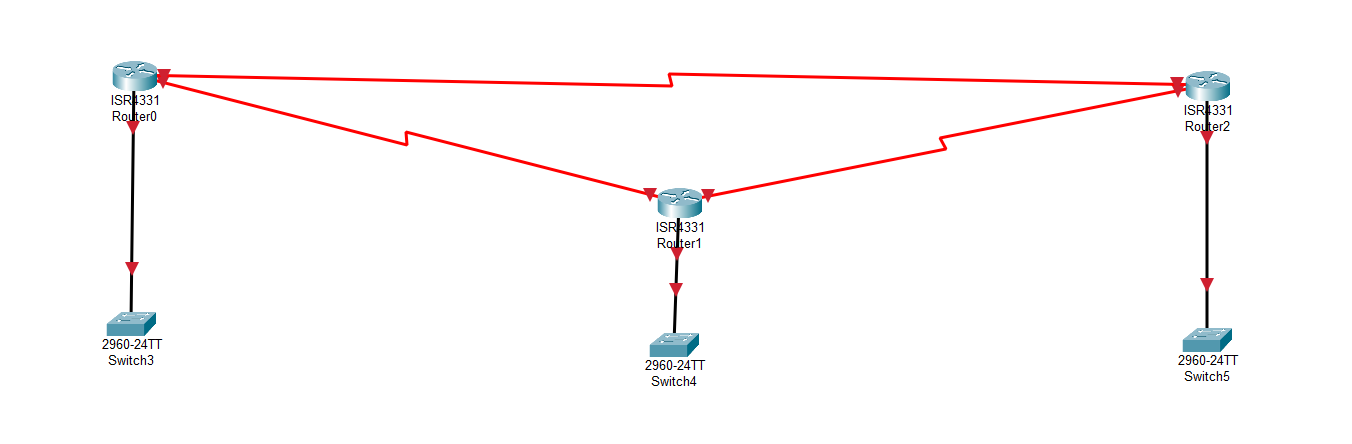 ISR4331
Router0
ISR4331
Router2
ISR4331
Router1
2960-24TT
Switch3
2960-24TT
Switch4
2960-24TT
Switch5